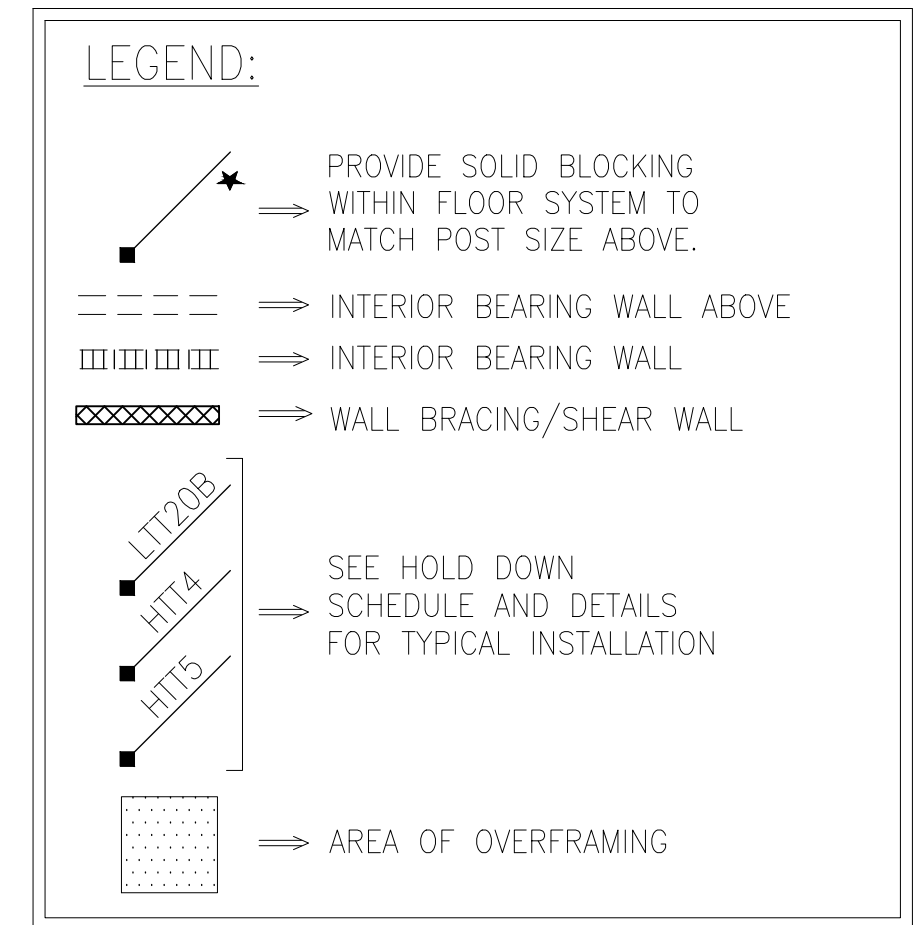 LEGEND:
PROVIDE SOLID BLOCKING
WITHIN FLOOR SYSTEM TO
MATCH POST SIZE ABOVE.
INTERIOR BEARING WALL ABOVE
INTERIOR BEARING WALL
WALL BRACING/SHEAR WALL
LTT20B
HTT4
HTT5
SEE HOLD DOWN
SCHEDULE AND DETAILS
FOR TYPICAL INSTALLATION
AREA OF OVERFRAMING